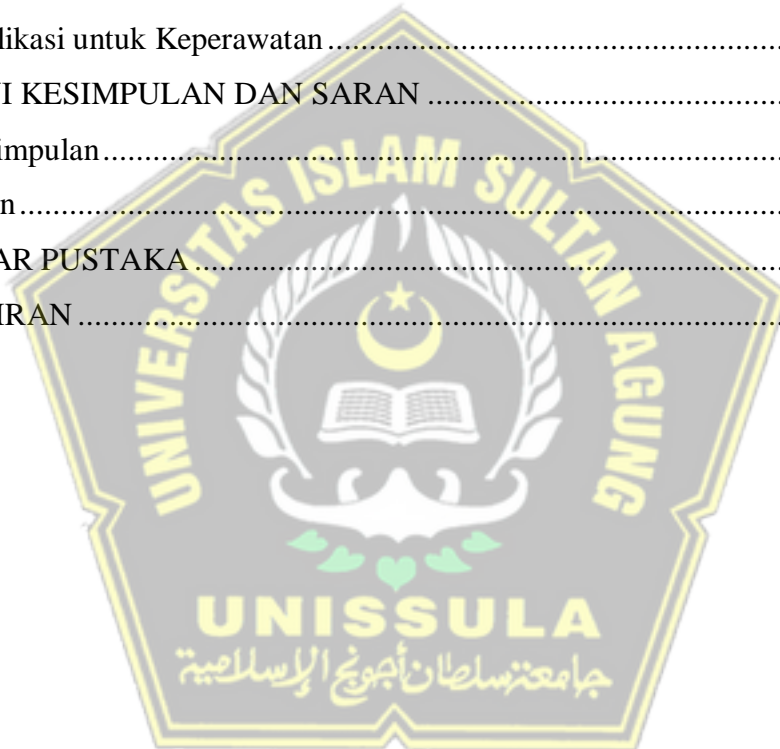 likasi untuk Keperawatan ..........................................................
I KESIMPULAN DAN SARAN ..............................................
impulan ......................................................................................
n .................................................................................................
AR PUSTAKA ..........................................................................
IRAN .........................................................................................
UNIVERSITAS ISLAM SULTAN AGUNG
UNISSULA
جامعة سلطان أجونج الإسلامية